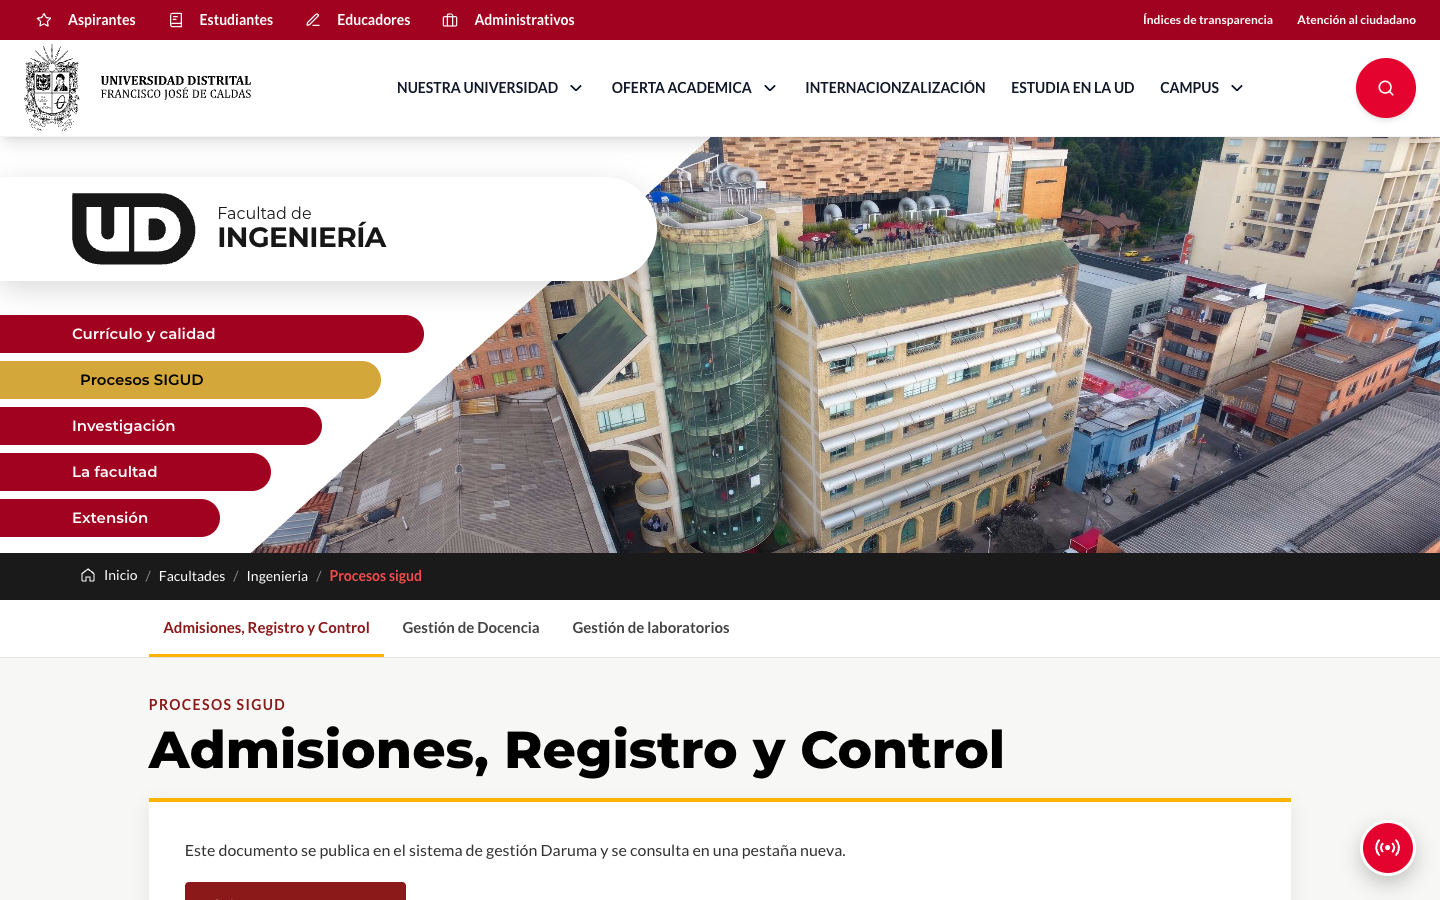 Aspirantes
Estudiantes
Educadores
Administrativos
Índices de transparencia
Atención al ciudadano
UNIVERSIDAD DISTRITAL
FRANCISCO JOSÉ DE CALDAS
NUESTRA UNIVERSIDAD
OFERTA ACADEMICA
INTERNACIONZALIZACIÓN
ESTUDIA EN LA UD
CAMPUS
UD
Facultad de
INGENIERÍA
Currículo y calidad
Procesos SIGUD
Investigación
La facultad
Extensión
Inicio / Facultades / Ingenieria / Procesos sigud
Admisiones, Registro y Control
Gestión de Docencia
Gestión de laboratorios
PROCESOS SIGUD
Admisiones, Registro y Control
Este documento se publica en el sistema de gestión Daruma y se consulta en una pestaña nueva.